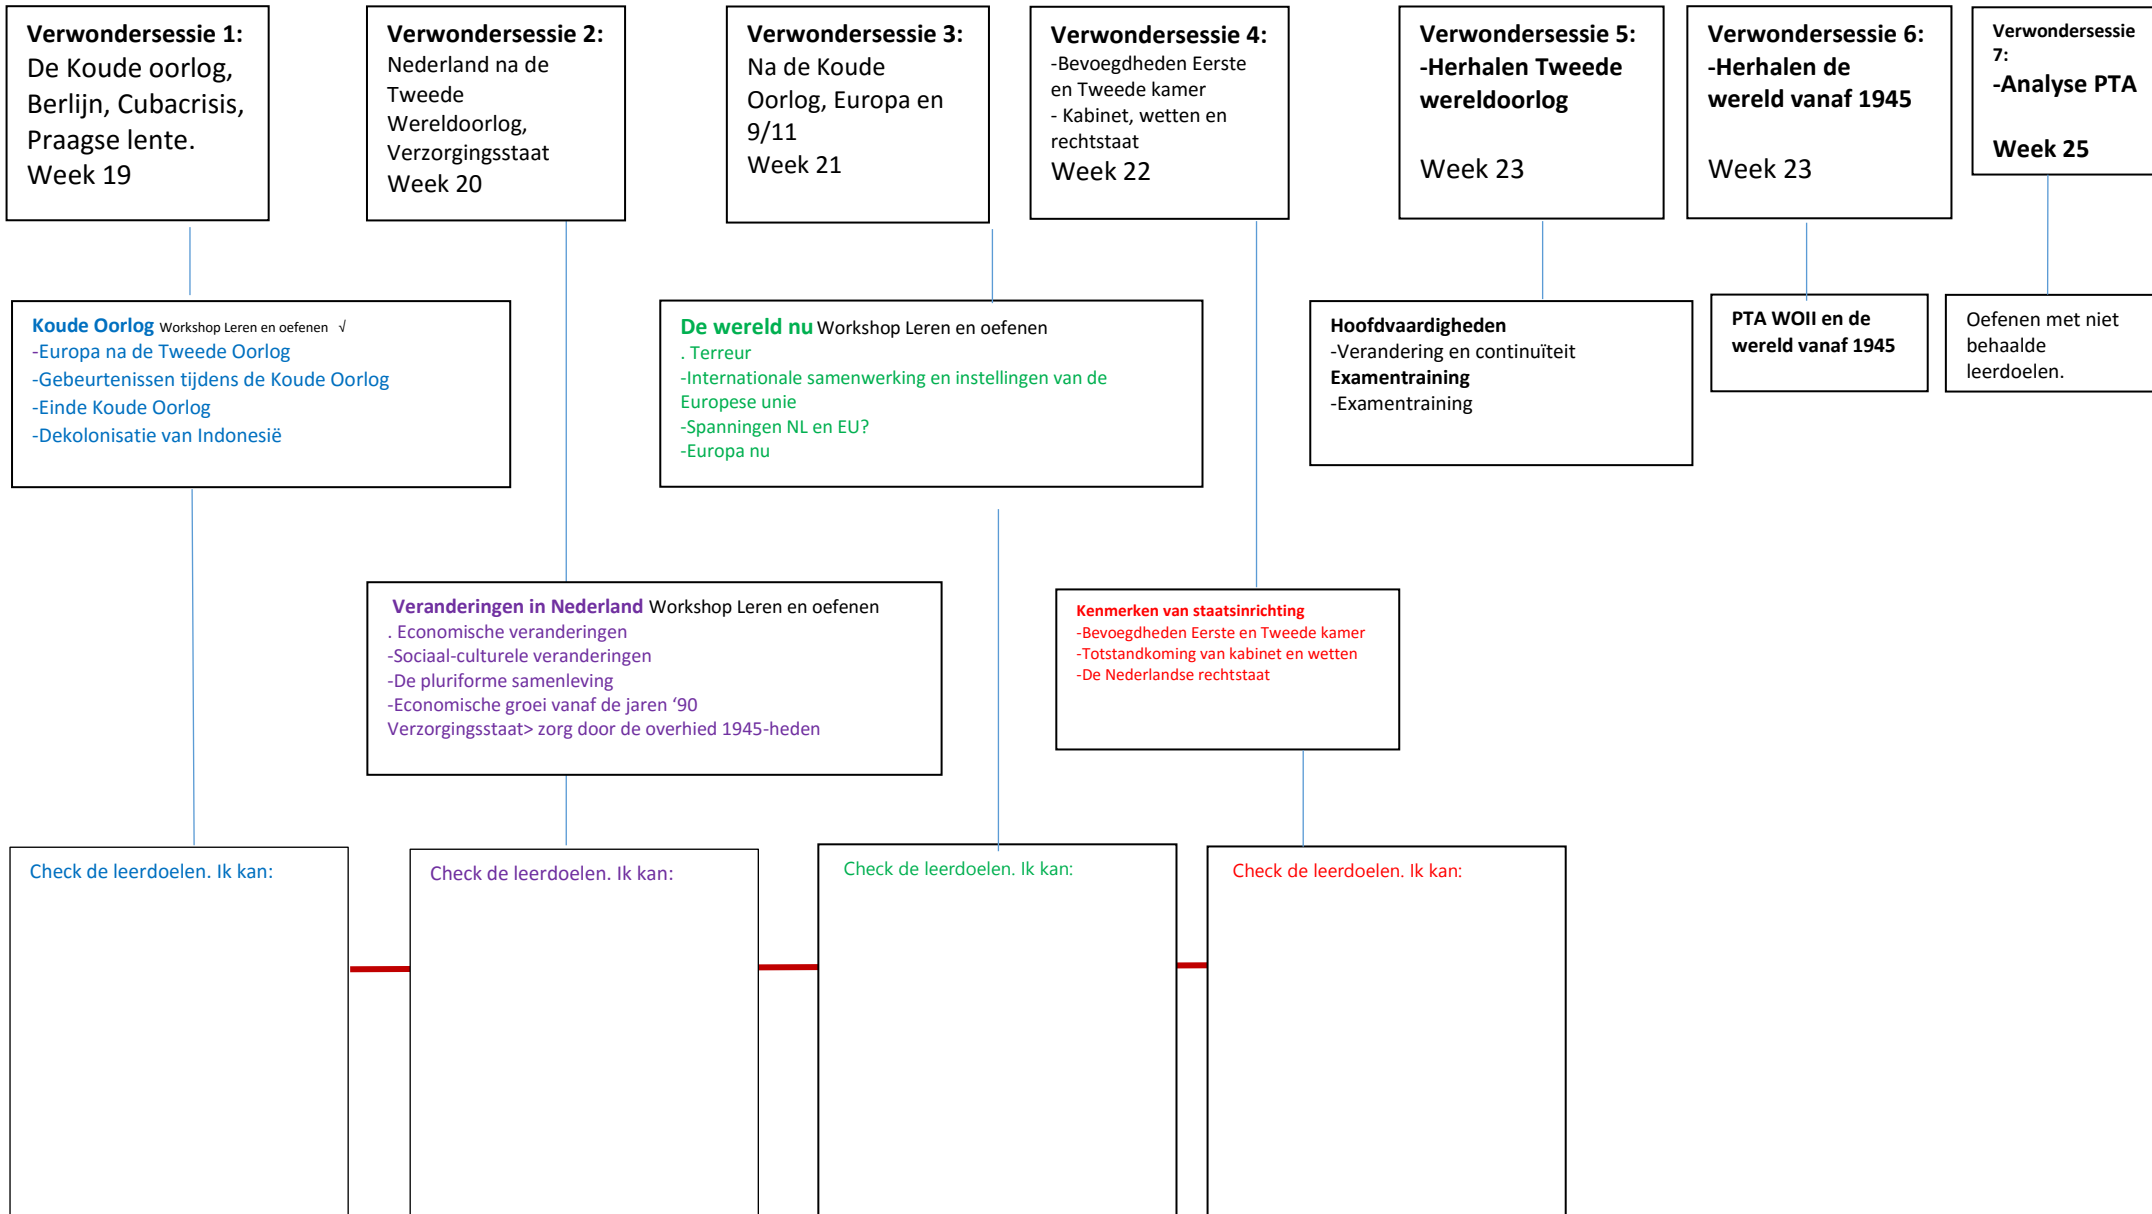 Verwondersessie 1:
De Koude oorlog,
Berlijn, Cubacrisis,
Praagse lente.
Week 19
Verwondersessie 2:
Nederland na de
Tweede
Wereldoorlog,
Verzorgingsstaat
Week 20
Verwondersessie 3:
Na de Koude
Oorlog, Europa en
9/11
Week 21
Verwondersessie 4:
-Bevoegdheden Eerste
en Tweede kamer
- Kabinet, wetten en
rechtstaat
Week 22
Verwondersessie 5:
-Herhalen Tweede
wereldoorlog
Week 23
Verwondersessie 6:
-Herhalen de
wereld vanaf 1945
Week 23
Verwondersessie
7:
-Analyse PTA
Week 25
Koude Oorlog Workshop Leren en oefenen √
-Europa na de Tweede Oorlog
-Gebeurtenissen tijdens de Koude Oorlog
-Einde Koude Oorlog
-Dekolonisatie van Indonesië
De wereld nu Workshop Leren en oefenen
. Terreur
-Internationale samenwerking en instellingen van de
Europese unie
-Spanningen NL en EU?
-Europa nu
Hoofdvaardigheden
-Verandering en continuïteit
Examentraining
-Examentraining
PTA WOII en de
wereld vanaf 1945
Oefenen met niet
behaalde
leerdoelen.
Veranderingen in Nederland Workshop Leren en oefenen
. Economische veranderingen
-Sociaal-culturele veranderingen
-De pluriforme samenleving
-Economische groei vanaf de jaren ‘90
Verzorgingsstaat> zorg door de overhied 1945-heden
Kenmerken van staatsinrichting
-Bevoegdheden Eerste en Tweede kamer
-Totstandkoming van kabinet en wetten
-De Nederlandse rechtstaat
Check de leerdoelen. Ik kan:
Check de leerdoelen. Ik kan:
Check de leerdoelen. Ik kan:
Check de leerdoelen. Ik kan: